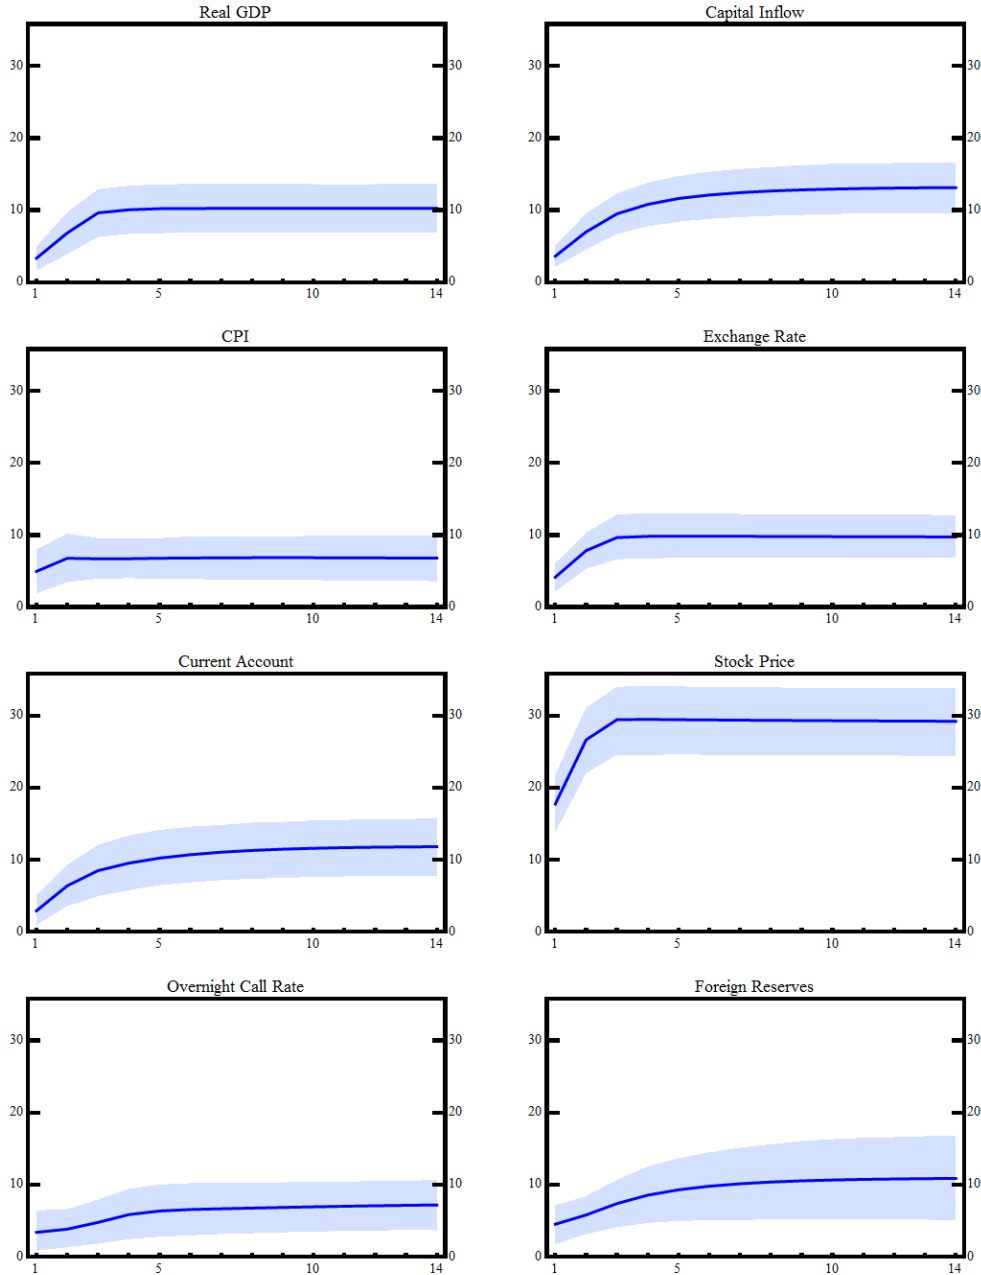 Real GDP
Capital Inflow
30 30 30 30
20 20 20 20
10 10 10 10
0 0 0 0
1 5 10 14 1 5 10 14
CPI
Exchange Rate
30 30 30 30
20 20 20 20
10 10 10 10
0 0 0 0
1 5 10 14 1 5 10 14
Current Account
Stock Price
30 30 30 30
20 20 20 20
10 10 10 10
0 0 0 0
1 5 10 14 1 5 10 14
Overnight Call Rate
Foreign Reserves
30 30 30 30
20 20 20 20
10 10 10 10
0 0 0 0
1 5 10 14 1 5 10 14